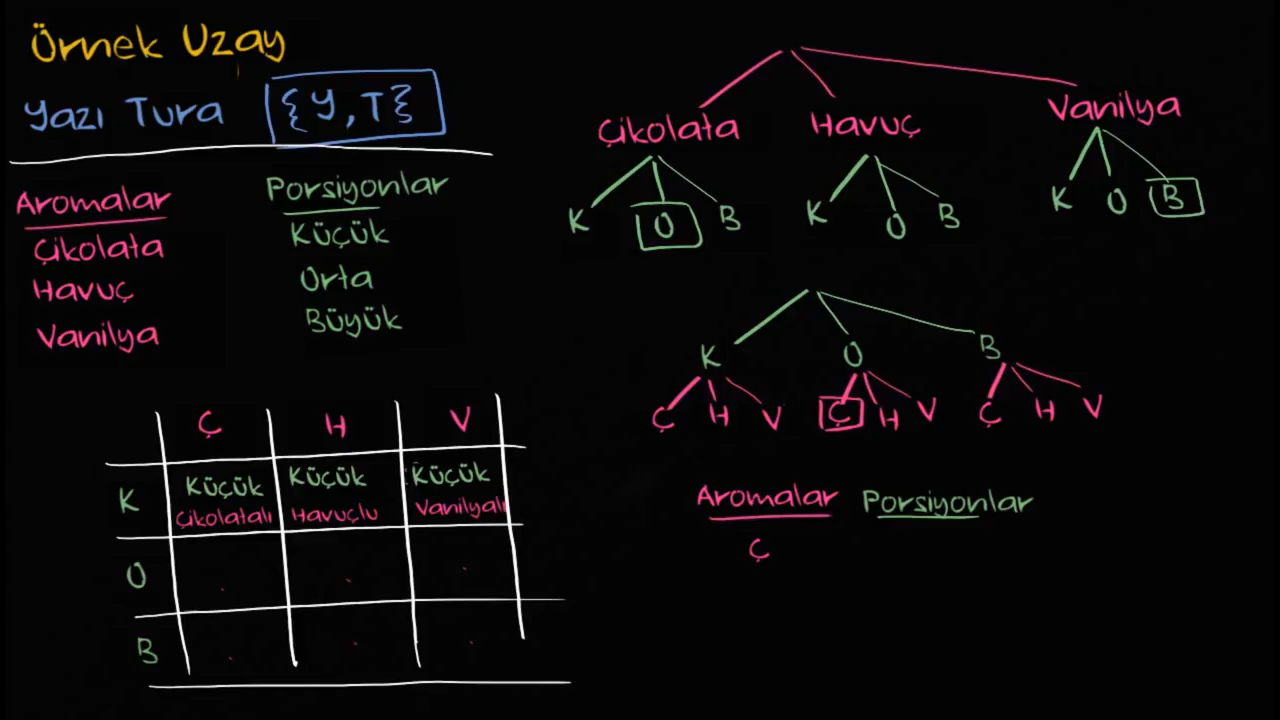 Örnek Uzay
Yazı Tura {Y,T}
Aromalar Porsiyonlar
Çikolata Küçük
Havuç Orta
Vanilya Büyük
Çikolata Havuç Vanilya
K O B K O B K O B
K O B
Ç H V Ç H V Ç H V
Ç H V
K Küçük Çikolatalı Küçük Havuçlu Küçük Vanilyalı
O
B
Aromalar Porsiyonlar
Ç